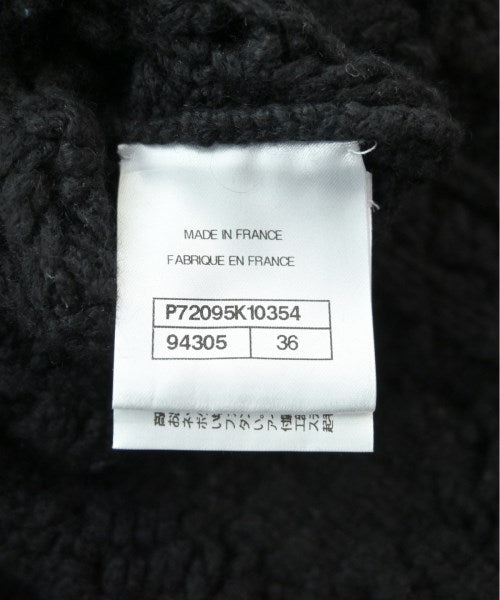 MADE IN FRANCE
FABRIQUE EN FRANCE
P72095K10354
94305 36